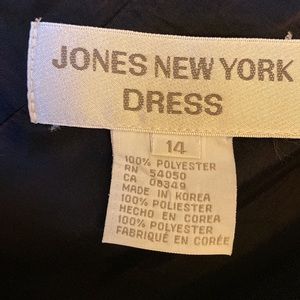 JONES NEW YORK
DRESS
14
100% POLYESTER
RN 54050
CA 08349
MADE IN KOREA
100% POLIESTER
HECHO EN COREA
100% POLYESTER
FABRIQUÉ EN CORÉE